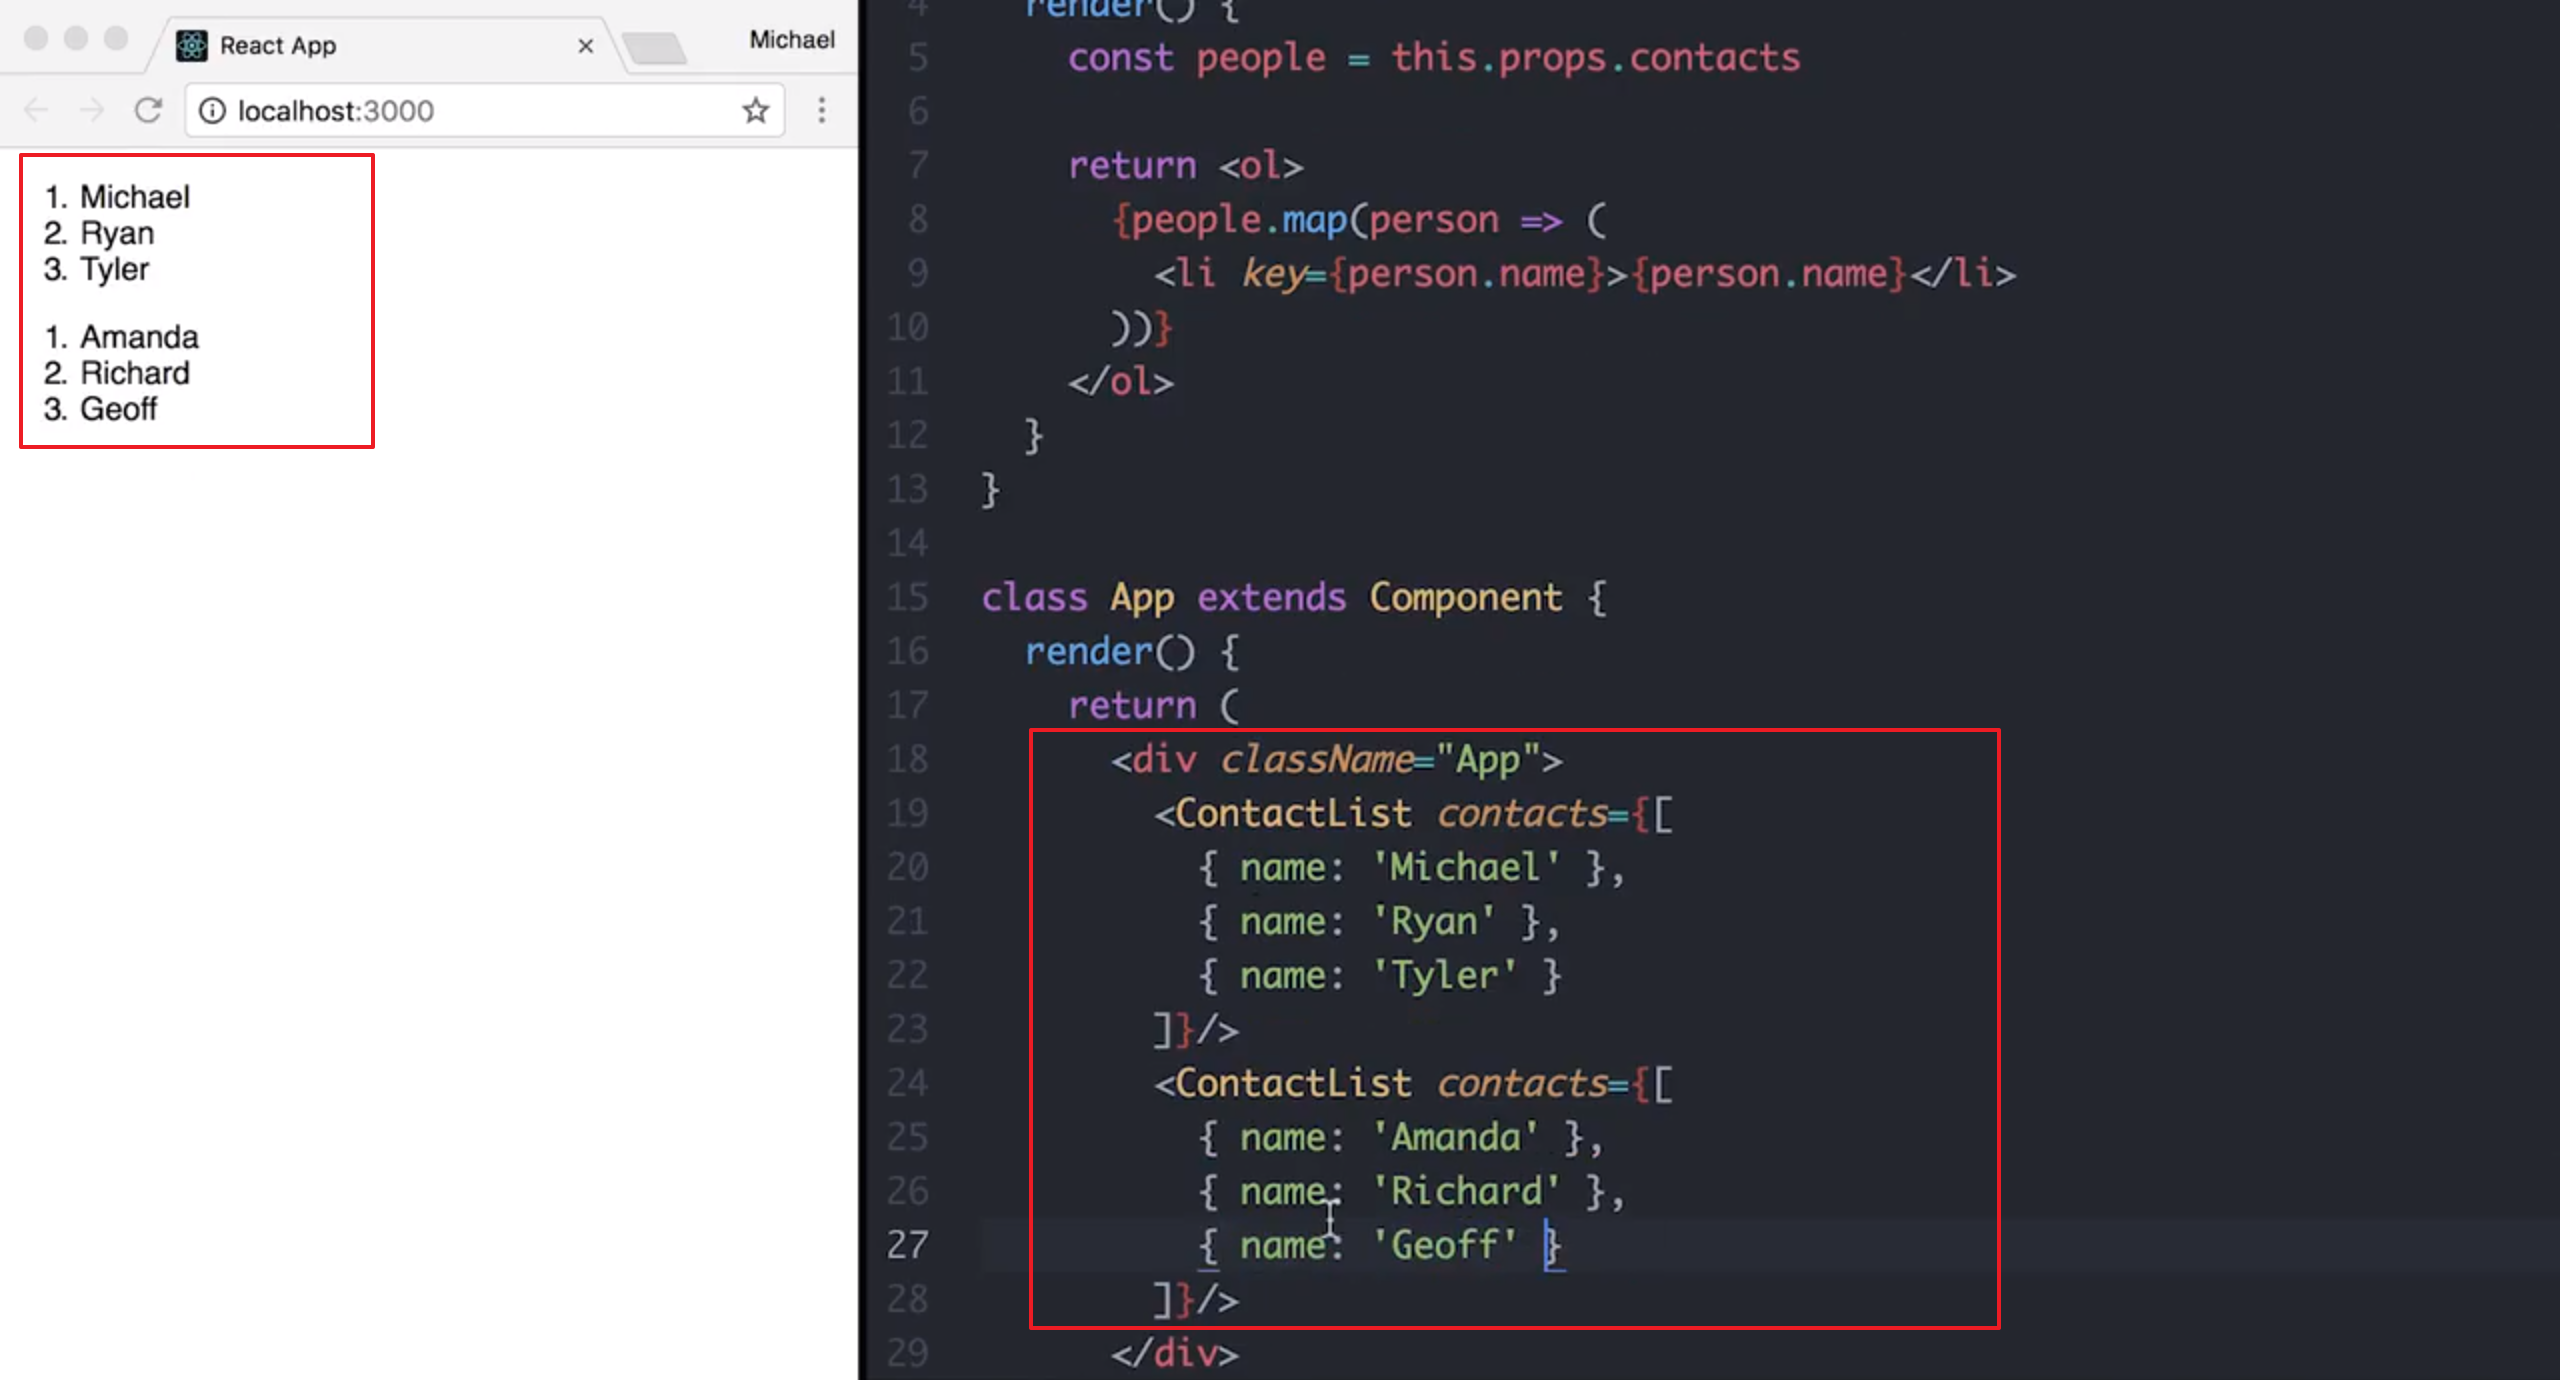 React App
Michael
localhost:3000
1. Michael
2. Ryan
3. Tyler
1. Amanda
2. Richard
3. Geoff
4 render() {
5 const people = this.props.contacts
6
7 return <ol>
8 {people.map(person => (
9 <li key={person.name}>{person.name}</li>
10 ))}
11 </ol>
12 }
13 }
14
15 class App extends Component {
16 render() {
17 return (
18 <div className="App">
19 <ContactList contacts={[
20 { name: 'Michael' },
21 { name: 'Ryan' },
22 { name: 'Tyler' }
23 ]}/>
24 <ContactList contacts={[
25 { name: 'Amanda' },
26 { name: 'Richard' },
27 { name: 'Geoff' }
28 ]}/>
29 </div>